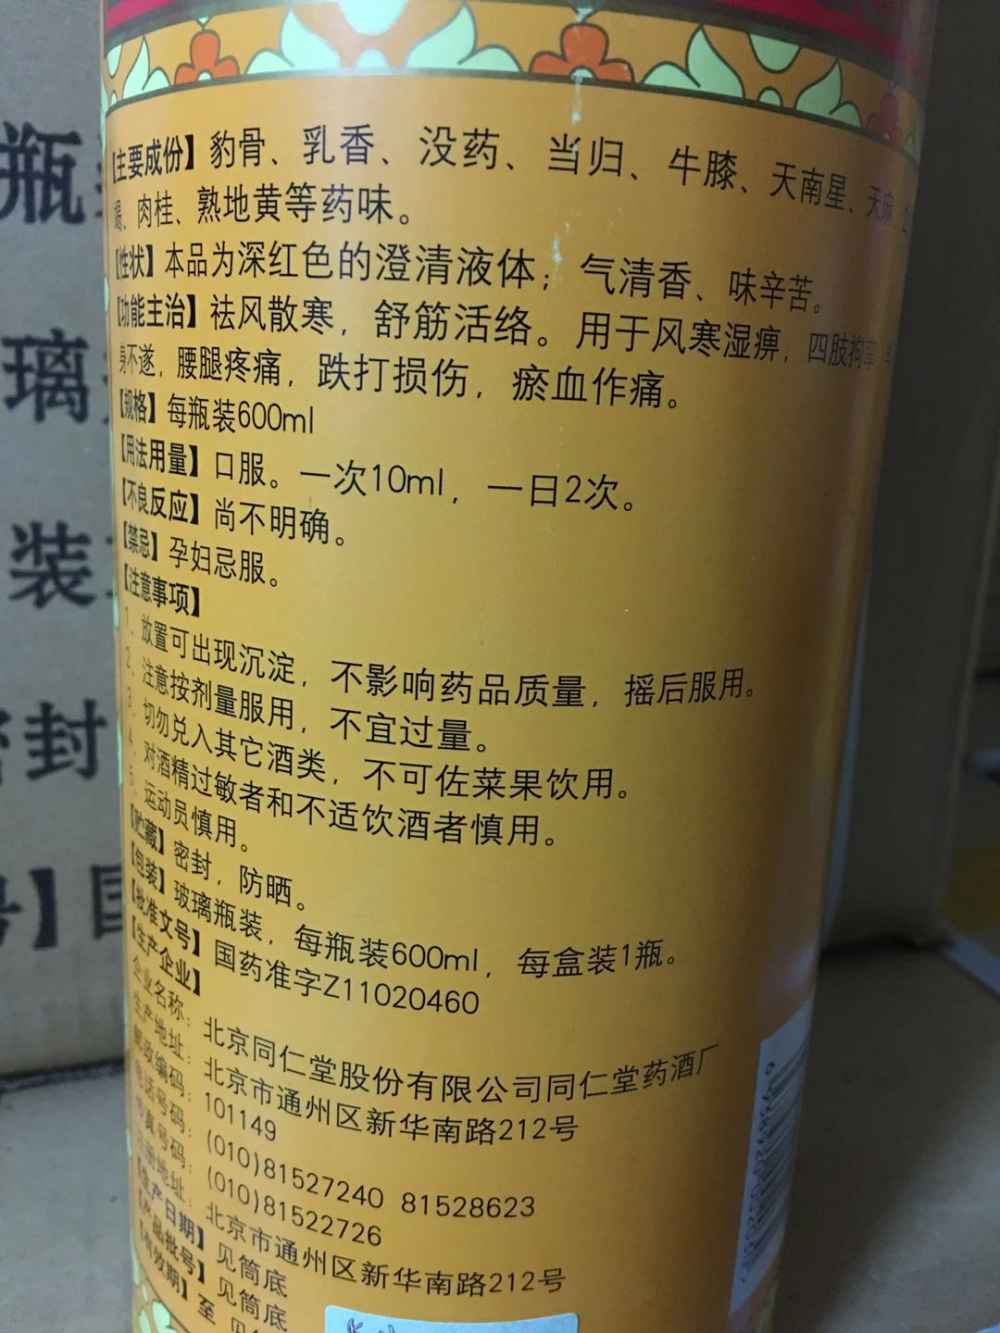 【主要成份】豹骨、乳香、没药、当归、牛膝、天南星、天麻
蝎、肉桂、熟地黄等药味。
【性状】本品为深红色的澄清液体；气清香、味辛苦。
【功能主治】祛风散寒，舒筋活络。用于风寒湿痹，四肢拘挛
身不遂，腰腿疼痛，跌打损伤，瘀血作痛。
【规格】每瓶装600ml
【用法用量】口服。一次10ml，一日2次。
【不良反应】尚不明确。
【禁忌】孕妇忌服。
【注意事项】
1、放置可出现沉淀，不影响药品质量，摇后服用。
2、注意按剂量服用，不宜过量。
3、切勿兑入其它酒类，不可佐菜果饮用。
4、对酒精过敏者和不适饮酒者慎用。
5、运动员慎用。
【贮藏】密封，防晒。
【包装】玻璃瓶装，每瓶装600ml，每盒装1瓶。
【批准文号】国药准字Z11020460
【生产企业】
企业名称：北京同仁堂股份有限公司同仁堂药酒厂
生产地址：北京市通州区新华南路212号
邮政编码：101149
电话号码：(010)81527240 81528623
传真号码：(010)81522726
注册地址：北京市通州区新华南路212号
【生产日期】见筒底
【产品批号】见筒底
【有效期】至 见
瓶
璃
装
密封
号】国